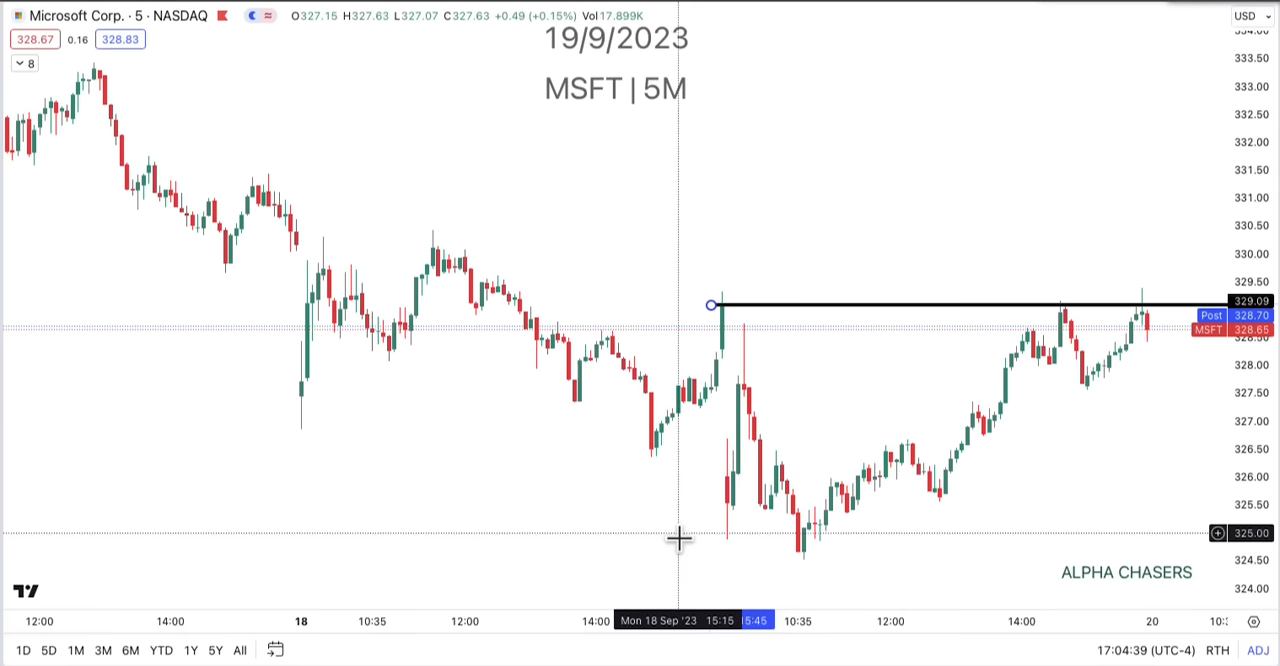 Microsoft Corp. · 5 · NASDAQ O327.15 H327.63 L327.07 C327.63 +0.49 (+0.15%) Vol17.899K USD
328.67 0.16 328.83
8
19/9/2023
MSFT | 5M
334.00
333.50
333.00
332.50
332.00
331.50
331.00
330.50
330.00
329.50
329.09
Post 328.70
MSFT 328.65
328.50
328.00
327.50
327.00
326.50
326.00
325.50
325.00
324.50
324.00
ALPHA CHASERS
12:00 14:00 18 10:35 12:00 14:00 Mon 18 Sep '23 15:15 5:45 10:35 12:00 14:00 20
1D 5D 1M 3M 6M YTD 1Y 5Y All 17:04:39 (UTC-4) RTH ADJ